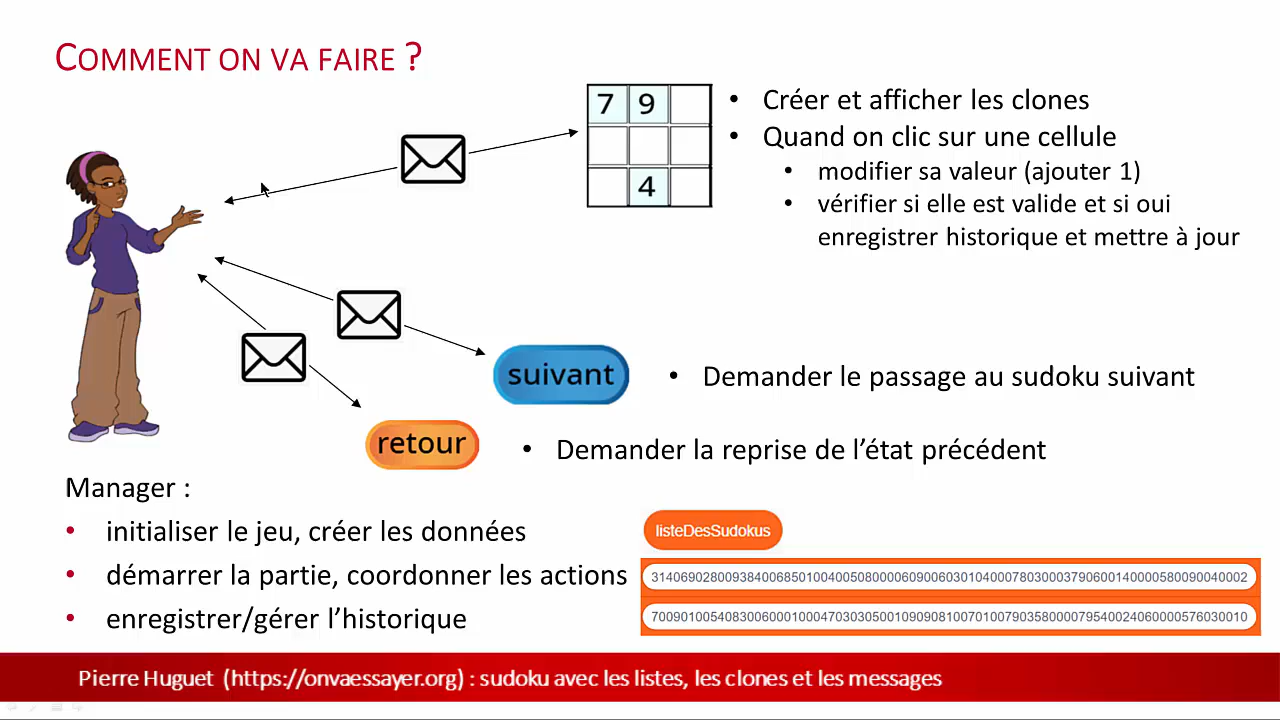 COMMENT ON VA FAIRE ?
7 9
4
• Créer et afficher les clones
• Quand on clic sur une cellule
• modifier sa valeur (ajouter 1)
• vérifier si elle est valide et si oui
enregistrer historique et mettre à jour
suivant
• Demander le passage au sudoku suivant
retour
• Demander la reprise de l’état précédent
Manager :
• initialiser le jeu, créer les données
• démarrer la partie, coordonner les actions
• enregistrer/gérer l’historique
listeDesSudokus
314069028009384006850100400508000060900603010400078030003790600140000580090040002
700901005408300600010004703030500109090810070100790358000079540024060000576030010
Pierre Huguet (https://onvaessayer.org) : sudoku avec les listes, les clones et les messages